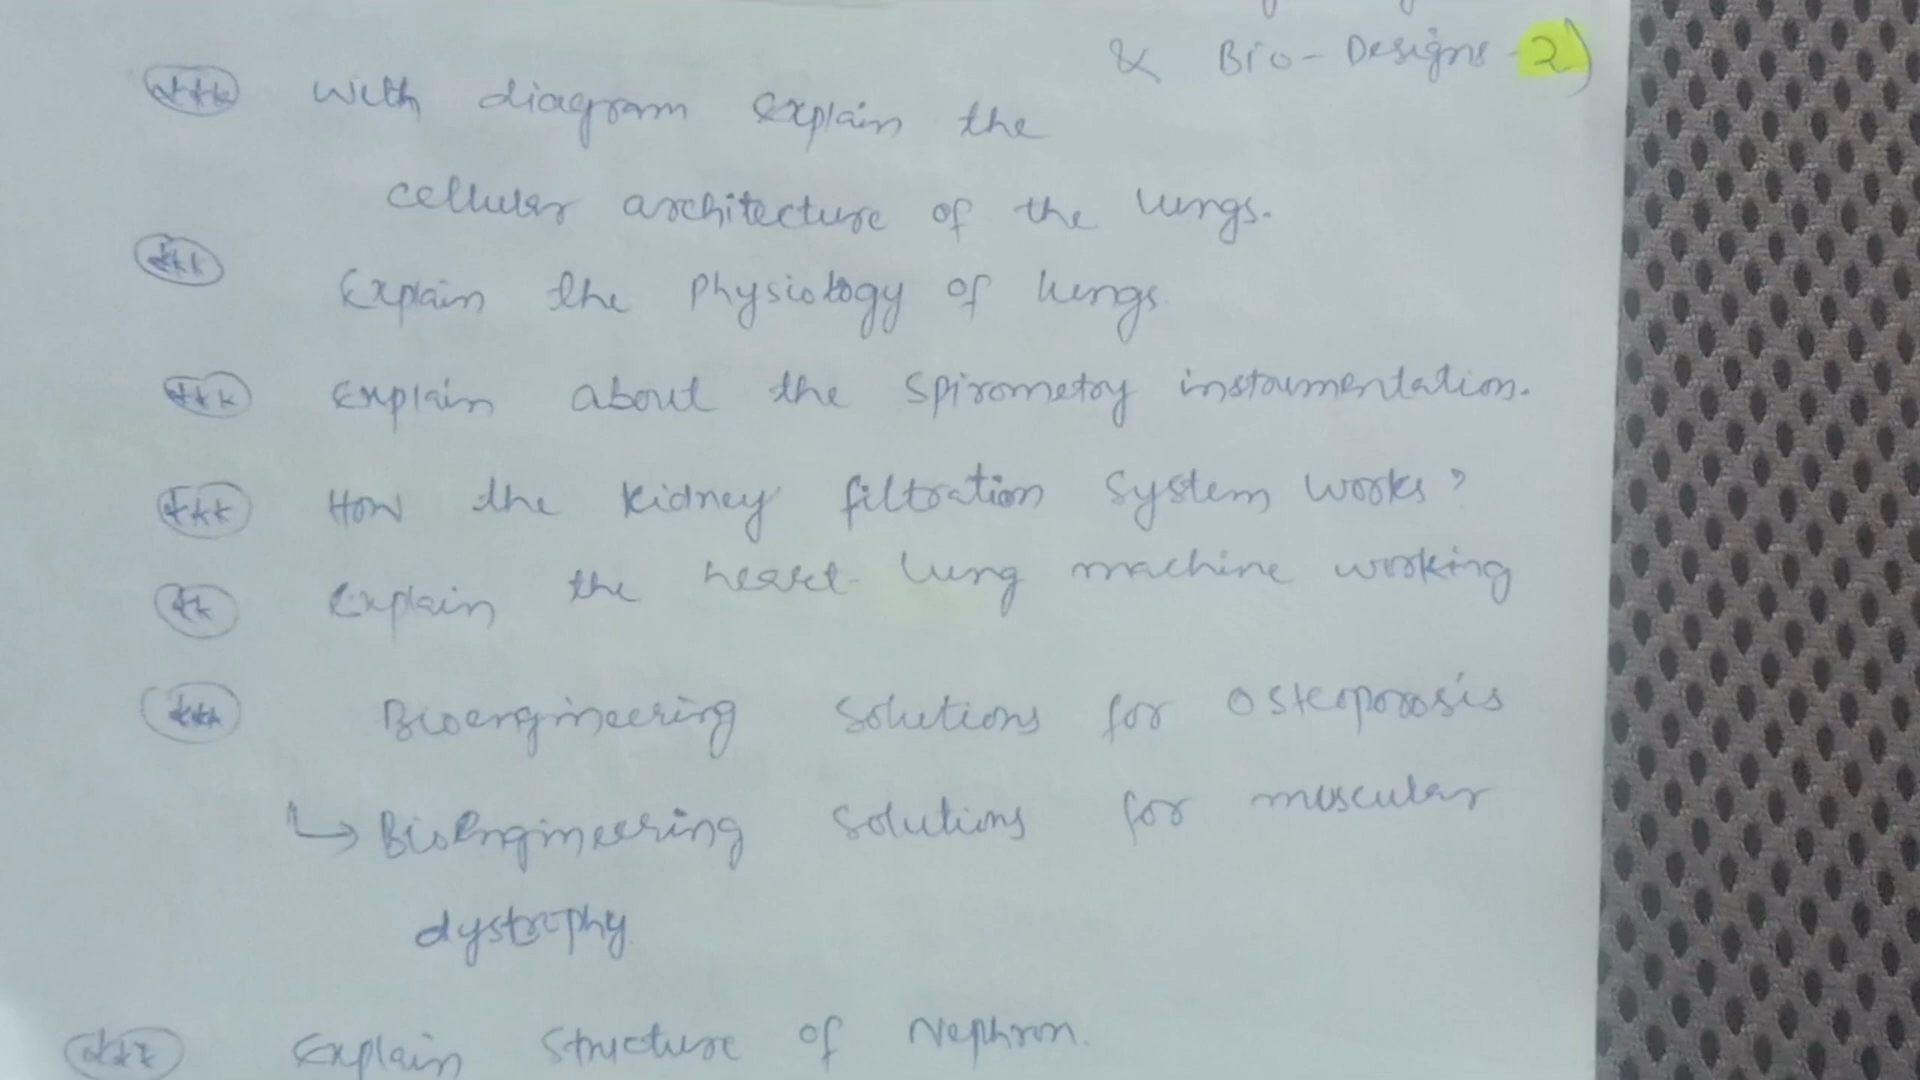 & Bio-Designs-2)
*** With diagram explain the
cellular architecture of the lungs.
*** Explain the Physiology of lungs.
*** Explain about the Spirometry instrumentation.
*** How the kidney filtration System works?
** Explain the heart-lung machine working
*** Bioengineering Solutions for Osteoporosis
↳ BioEngineering Solutions for muscular
dystrophy.
*** Explain Structure of Nephron.